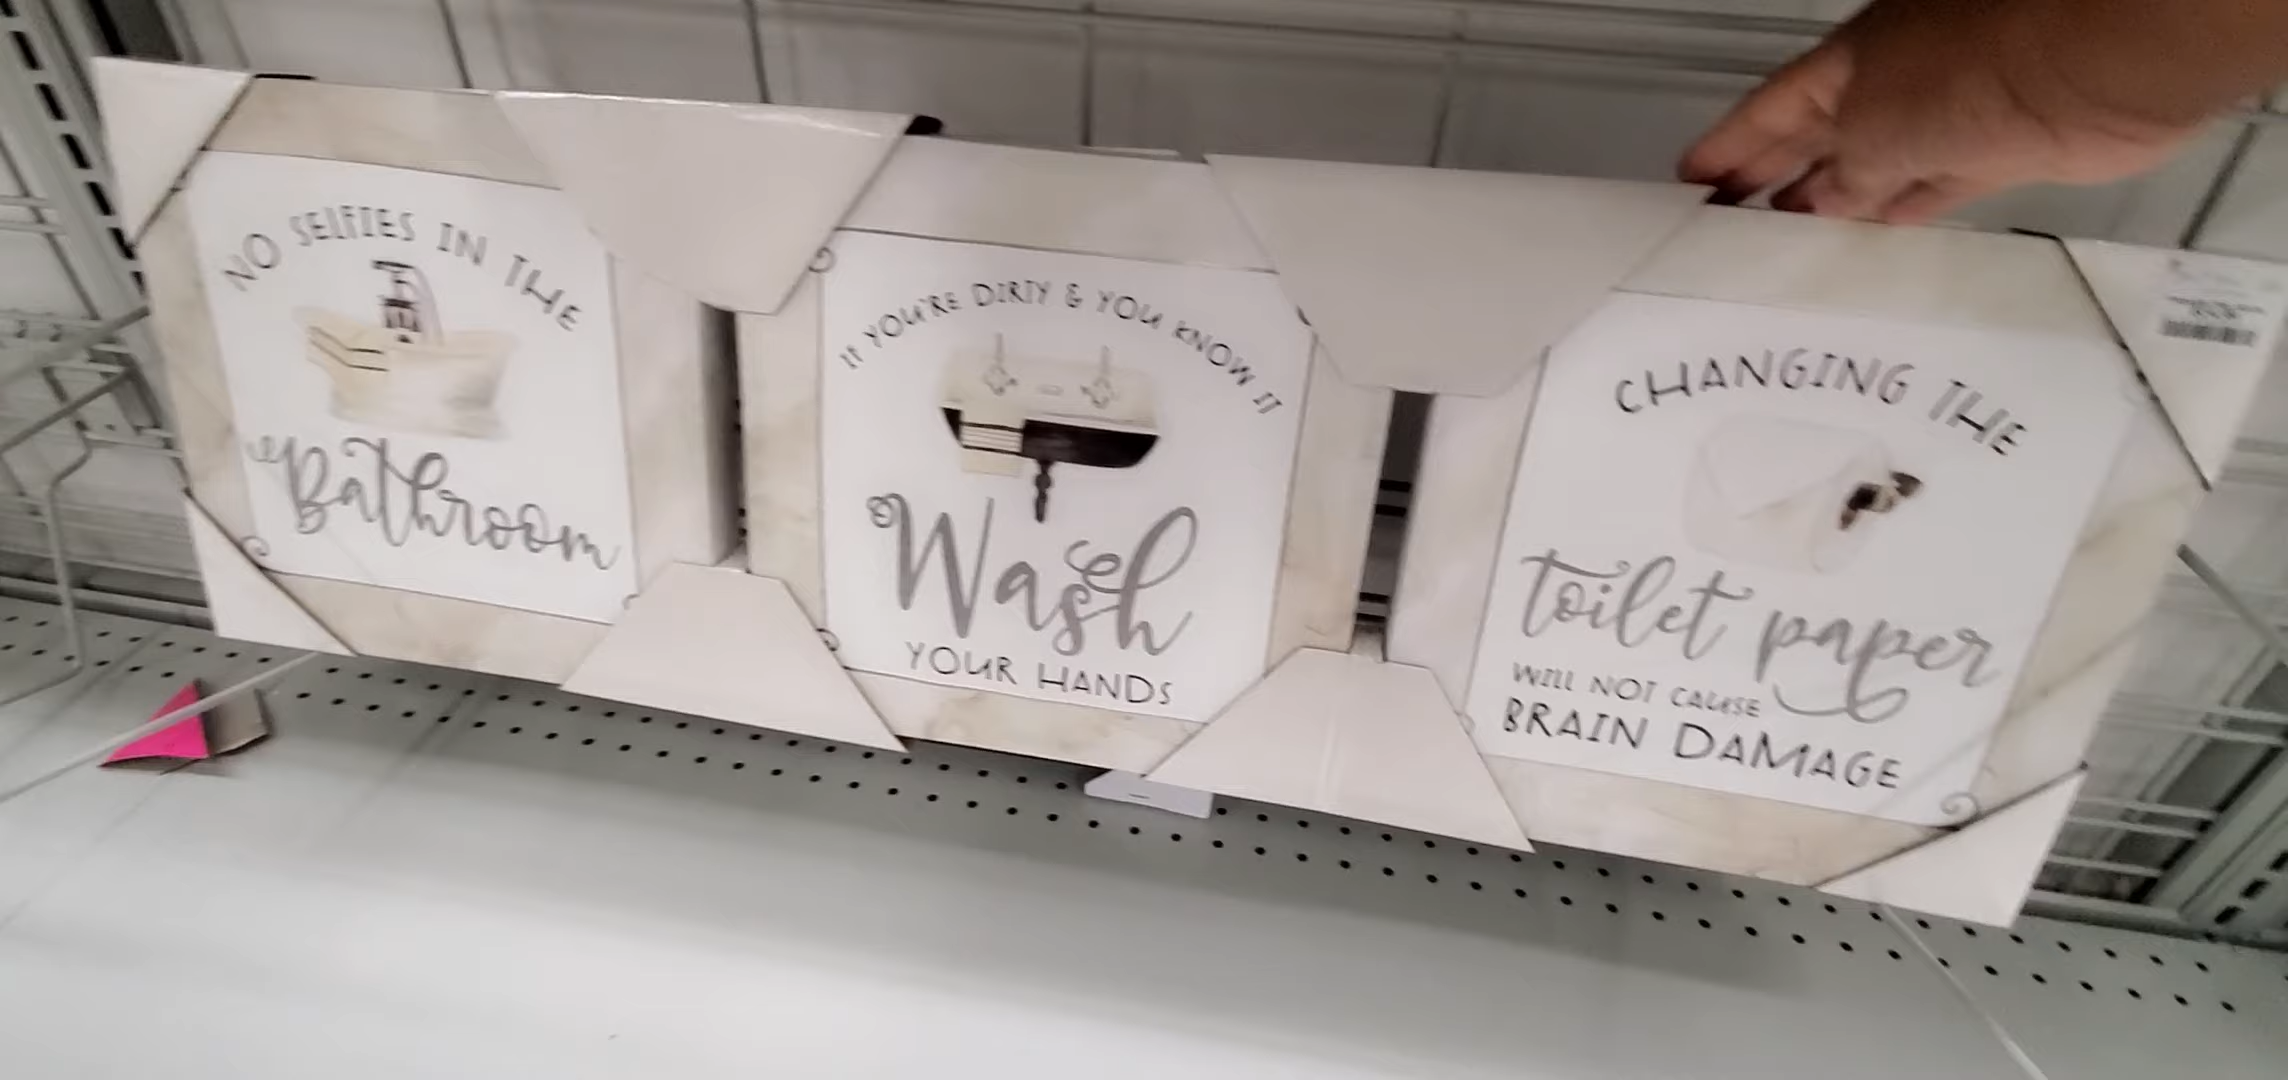 NO SELFIES IN THE
Bathroom
IF YOU'RE DIRTY & YOU KNOW IT
Wash
YOUR HANDS
CHANGING THE
toilet paper
WILL NOT CAUSE
BRAIN DAMAGE